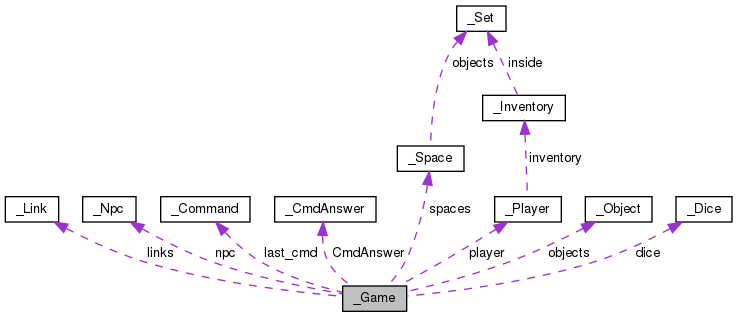 _Set
objects
inside
_Inventory
_Space
inventory
_Link
_Npc
_Command
_CmdAnswer
spaces
_Player
_Object
_Dice
links
npc
last_cmd
CmdAnswer
player
objects
dice
_Game